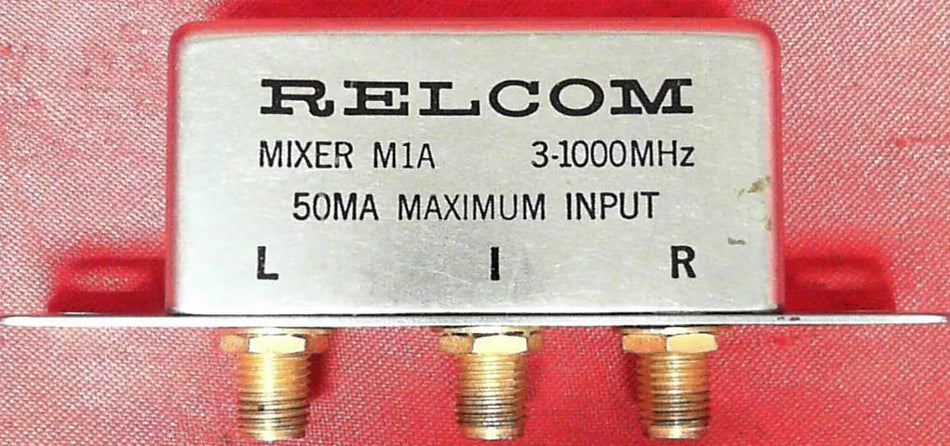 RELCOM
MIXER M1A 3-1000MHz
50MA MAXIMUM INPUT
L I R